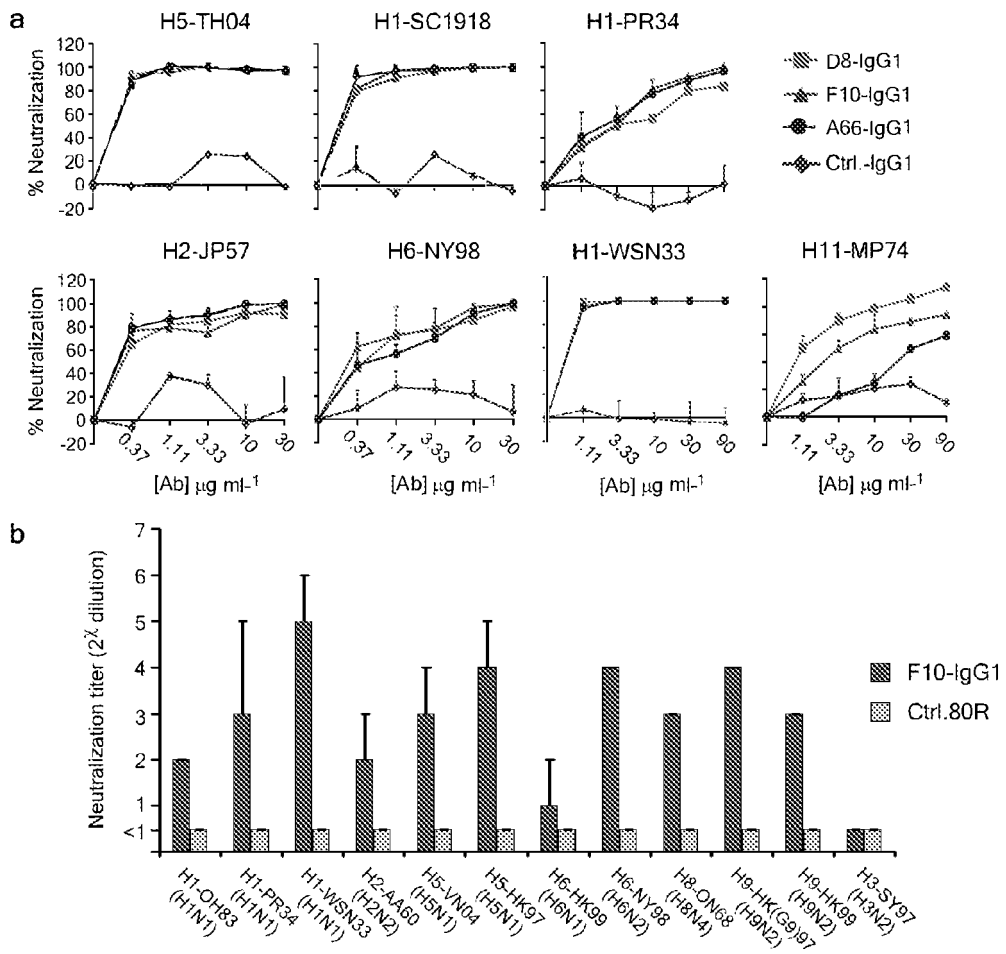 a
H5-TH04
H1-SC1918
H1-PR34
% Neutralization
120
100
80
60
40
20
0
-20
D8-IgG1
F10-IgG1
A66-IgG1
Ctrl.-IgG1
H2-JP57
H6-NY98
H1-WSN33
H11-MP74
% Neutralization
120
100
80
60
40
20
0
-20
0.37 1.11 3.33 10 30
0.37 1.11 3.33 10 30
1.11 3.33 10 30 90
1.11 3.33 10 30 90
[Ab] µg ml-1
[Ab] µg ml-1
[Ab] µg ml-1
[Ab] µg ml-1
b
Neutralization titer (2χ dilution)
7
6
5
4
3
2
1
<1
F10-IgG1
Ctrl.80R
H1-OH83
(H1N1)
H1-PR34
(H1N1)
H1-WSN33
(H1N1)
H2-AA60
(H2N2)
H5-VN04
(H5N1)
H5-HK97
(H5N1)
H6-HK99
(H6N1)
H6-NY98
(H6N2)
H8-ON68
(H8N4)
H9-HK(G9)97
(H9N2)
H9-HK99
(H9N2)
H3-SY97
(H3N2)